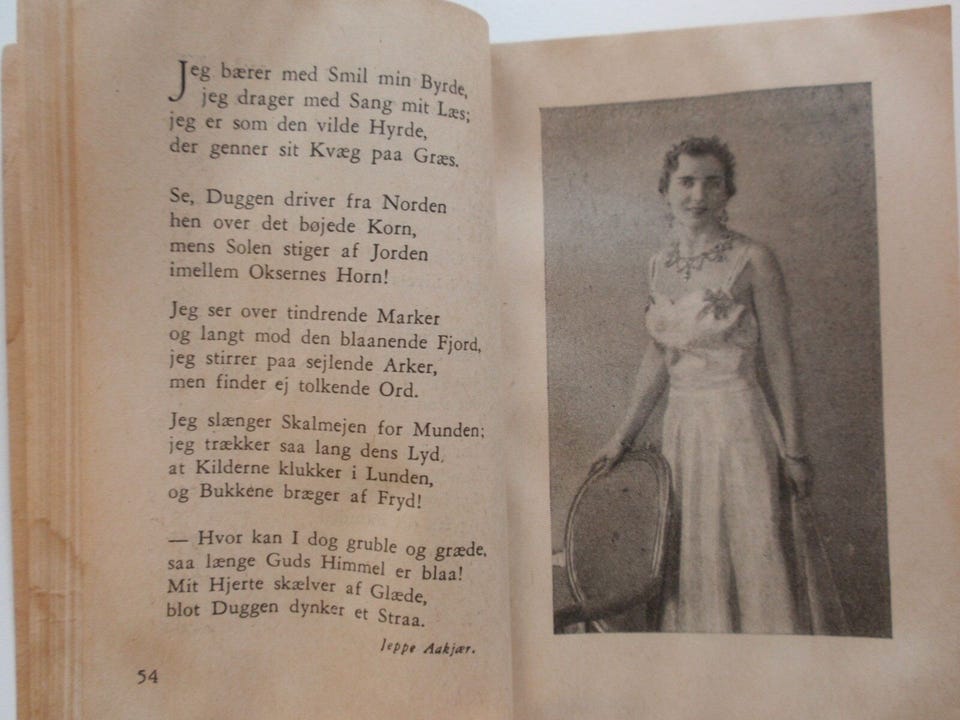 Jeg bærer med Smil min Byrde,
jeg drager med Sang mit Læs;
jeg er som den vilde Hyrde,
der genner sit Kvæg paa Græs.
Se, Duggen driver fra Norden
hen over det bøjede Korn,
mens Solen stiger af Jorden
imellem Oksernes Horn!
Jeg ser over tindrende Marker
og langt mod den blaanende Fjord,
jeg stirrer paa sejlende Arker,
men finder ej tolkende Ord.
Jeg slænger Skalmejen for Munden;
jeg trækker saa lang dens Lyd,
at Kilderne klukker i Lunden,
og Bukkene bræger af Fryd!
— Hvor kan I dog gruble og græde,
saa længe Guds Himmel er blaa!
Mit Hjerte skælver af Glæde,
blot Duggen dynker et Straa.
Jeppe Aakjær.
54